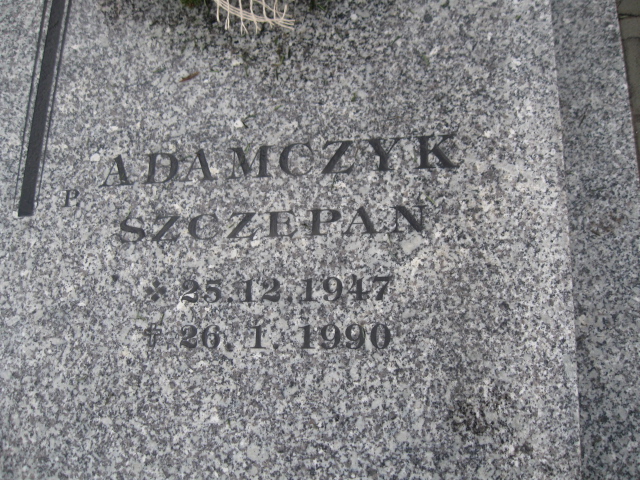 P. ADAMCZYK
SZCZEPAN
* 25.12.1947
† 26.1.1990